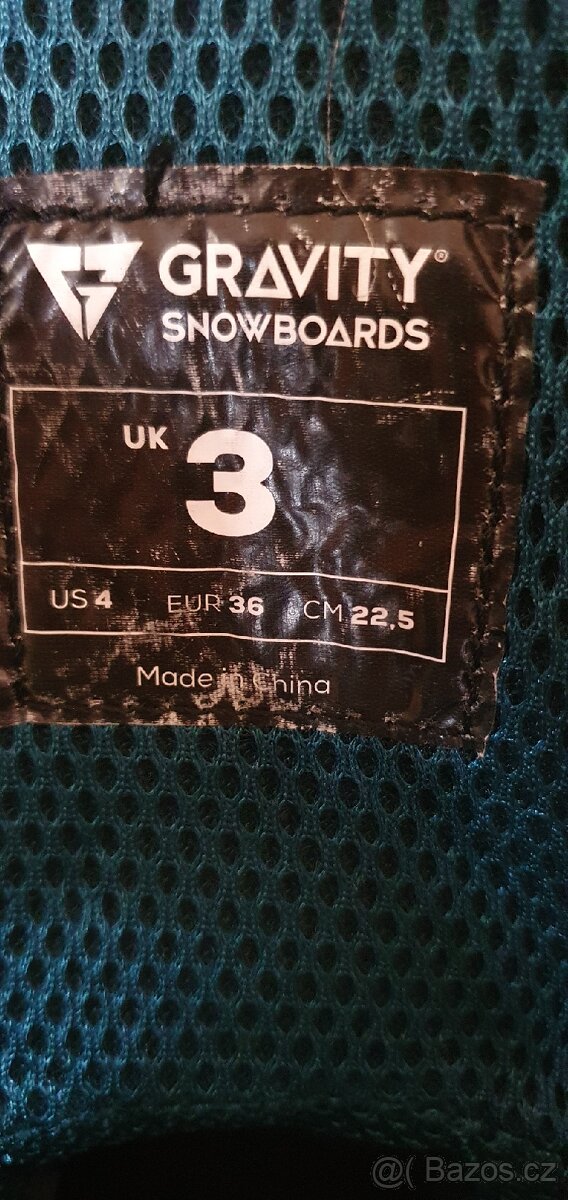 GRAVITY®
SNOWBOARDS
UK 3
US 4 EUR 36 CM 22,5
Made in China
@( Bazos.cz